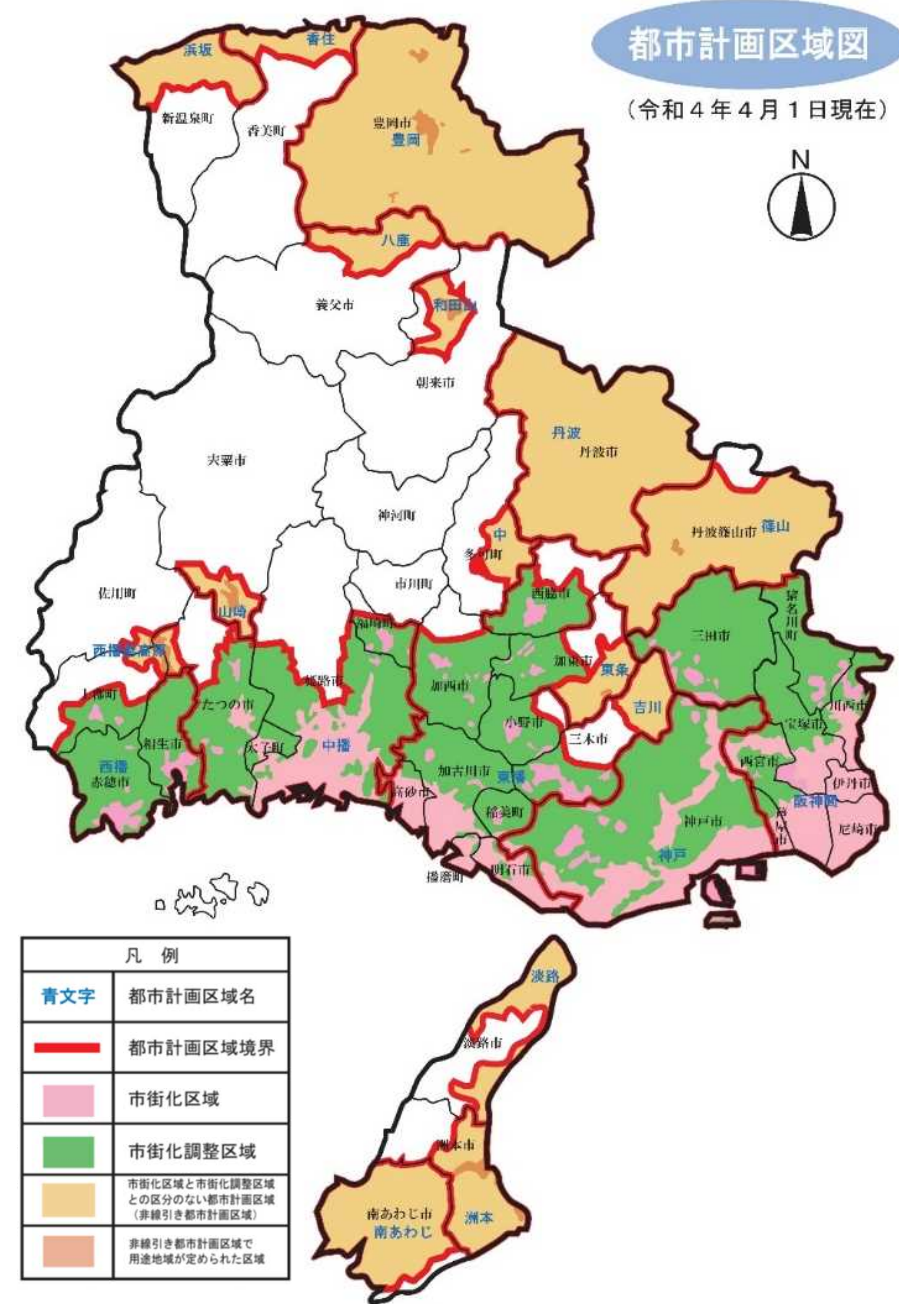 都市計画区域図
(令和4年4月1日現在)
N
浜坂
香住
新温泉町
香美町
豊岡市
豊岡
八鹿
養父市
和田山
朝来市
丹波
丹波市
宍粟市
神河町
中
多可町
丹波篠山市
篠山
佐用町
山崎
市川町
西脇市
猪名川町
福崎町
三田市
加東市
東条
上郡町
姫路市
加西市
吉川
たつの市
小野市
川西市
相生市
太子町
中播
三木市
宝塚市
西播
赤穂市
加古川市
東播
西宮市
伊丹市
高砂市
稲美町
神戸市
阪神間
芦屋市
尼崎市
神戸
播磨町
明石市
凡 例
青文字
都市計画区域名
都市計画区域境界
市街化区域
市街化調整区域
市街化区域と市街化調整区域
との区分のない都市計画区域
(非線引き都市計画区域)
非線引き都市計画区域で
用途地域が定められた区域
淡路
淡路市
洲本市
南あわじ市
南あわじ
洲本